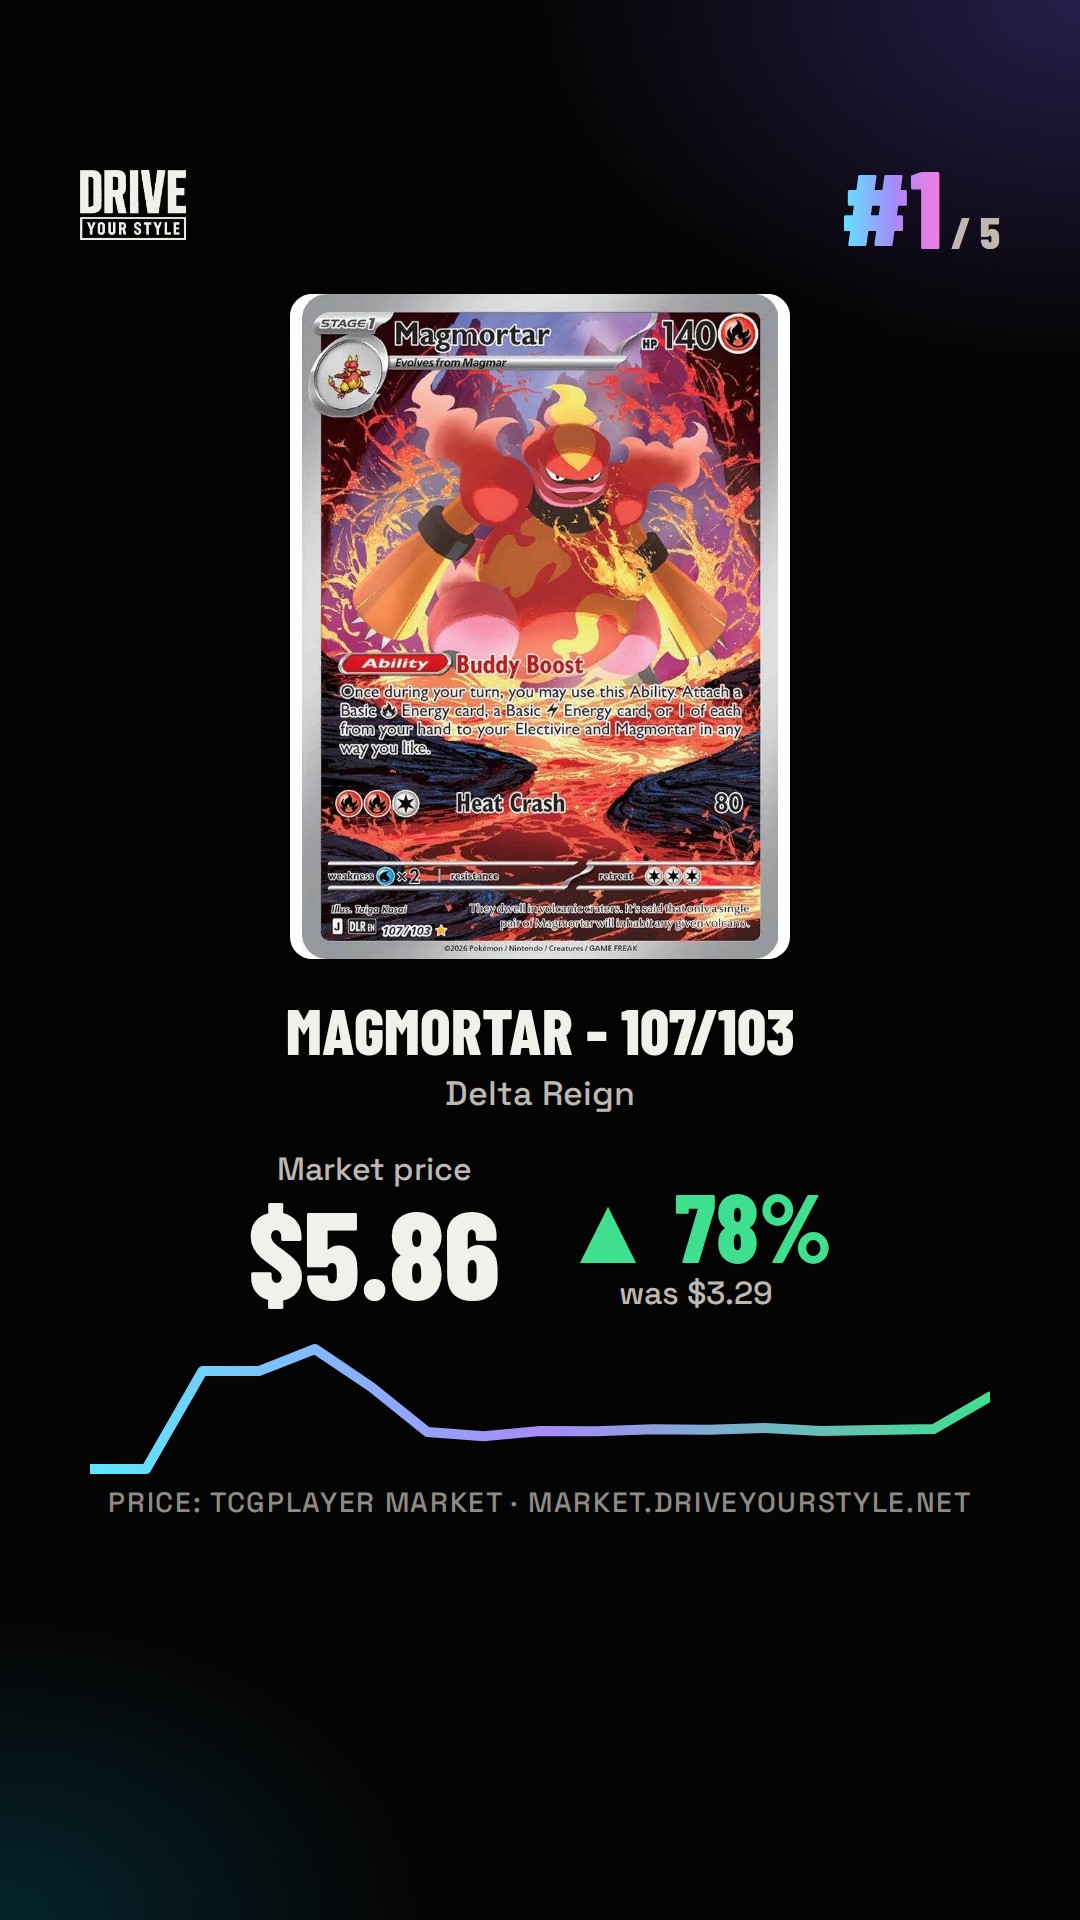 DRIVE
YOUR STYLE
#1 / 5
STAGE1
Magmortar
HP 140
Evolves from Magmar
Ability Buddy Boost
Once during your turn, you may use this Ability. Attach a
Basic Energy card, a Basic Energy card, or 1 of each
from your hand to your Electivire and Magmortar in any
way you like.
Heat Crash 80
weakness ×2 resistance retreat
Illus. Taiga Kasai
They dwell in volcanic craters. It's said that only a single
pair of Magmortar will inhabit any given volcano.
J DLR EN 107/103
©2026 Pokémon / Nintendo / Creatures / GAME FREAK
MAGMORTAR - 107/103
Delta Reign
Market price
$5.86
▲ 78%
was $3.29
PRICE: TCGPLAYER MARKET · MARKET.DRIVEYOURSTYLE.NET